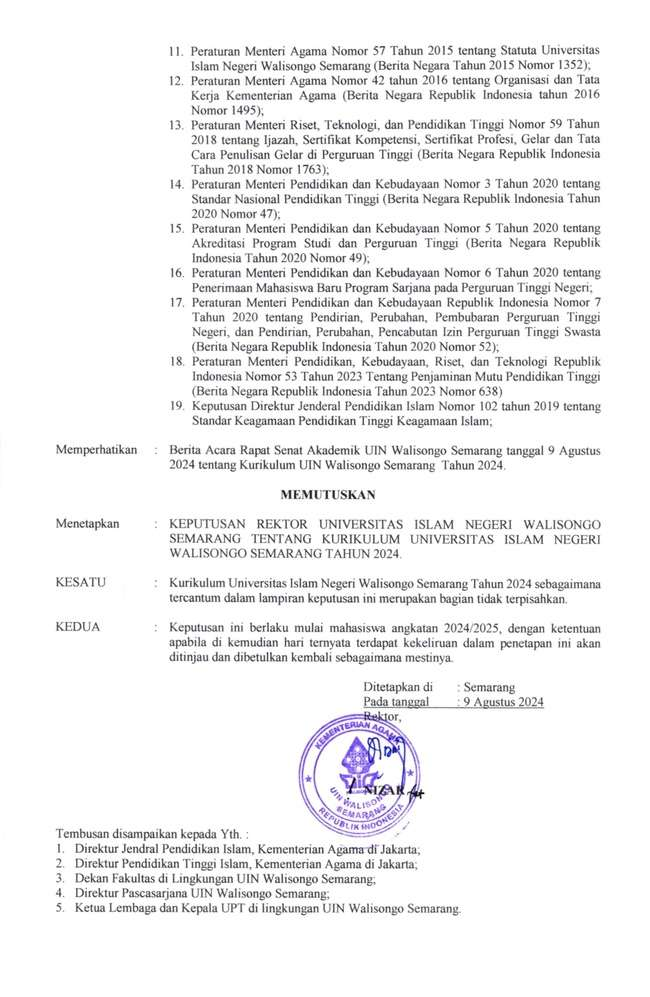 11. Peraturan Menteri Agama Nomor 57 Tahun 2015 tentang Statuta Universitas
Islam Negeri Walisongo Semarang (Berita Negara Tahun 2015 Nomor 1352);
12. Peraturan Menteri Agama Nomor 42 tahun 2016 tentang Organisasi dan Tata
Kerja Kementerian Agama (Berita Negara Republik Indonesia tahun 2016
Nomor 1495);
13. Peraturan Menteri Riset, Teknologi, dan Pendidikan Tinggi Nomor 59 Tahun
2018 tentang Ijazah, Sertifikat Kompetensi, Sertifikat Profesi, Gelar dan Tata
Cara Penulisan Gelar di Perguruan Tinggi (Berita Negara Republik Indonesia
Tahun 2018 Nomor 1763);
14. Peraturan Menteri Pendidikan dan Kebudayaan Nomor 3 Tahun 2020 tentang
Standar Nasional Pendidikan Tinggi (Berita Negara Republik Indonesia Tahun
2020 Nomor 47);
15. Peraturan Menteri Pendidikan dan Kebudayaan Nomor 5 Tahun 2020 tentang
Akreditasi Program Studi dan Perguruan Tinggi (Berita Negara Republik
Indonesia Tahun 2020 Nomor 49);
16. Peraturan Menteri Pendidikan dan Kebudayaan Nomor 6 Tahun 2020 tentang
Penerimaan Mahasiswa Baru Program Sarjana pada Perguruan Tinggi Negeri;
17. Peraturan Menteri Pendidikan dan Kebudayaan Republik Indonesia Nomor 7
Tahun 2020 tentang Pendirian, Perubahan, Pembubaran Perguruan Tinggi
Negeri, dan Pendirian, Perubahan, Pencabutan Izin Perguruan Tinggi Swasta
(Berita Negara Republik Indonesia Tahun 2020 Nomor 52);
18. Peraturan Menteri Pendidikan, Kebudayaan, Riset, dan Teknologi Republik
Indonesia Nomor 53 Tahun 2023 Tentang Penjaminan Mutu Pendidikan Tinggi
(Berita Negara Republik Indonesia Tahun 2023 Nomor 638)
19. Keputusan Direktur Jenderal Pendidikan Islam Nomor 102 tahun 2019 tentang
Standar Keagamaan Pendidikan Tinggi Keagamaan Islam;
Memperhatikan : Berita Acara Rapat Senat Akademik UIN Walisongo Semarang tanggal 9 Agustus
2024 tentang Kurikulum UIN Walisongo Semarang Tahun 2024.
MEMUTUSKAN
Menetapkan : KEPUTUSAN REKTOR UNIVERSITAS ISLAM NEGERI WALISONGO
SEMARANG TENTANG KURIKULUM UNIVERSITAS ISLAM NEGERI
WALISONGO SEMARANG TAHUN 2024.
KESATU : Kurikulum Universitas Islam Negeri Walisongo Semarang Tahun 2024 sebagaimana
tercantum dalam lampiran keputusan ini merupakan bagian tidak terpisahkan.
KEDUA : Keputusan ini berlaku mulai mahasiswa angkatan 2024/2025, dengan ketentuan
apabila di kemudian hari ternyata terdapat kekeliruan dalam penetapan ini akan
ditinjau dan dibetulkan kembali sebagaimana mestinya.
Ditetapkan di : Semarang
Pada tanggal : 9 Agustus 2024
Rektor,
KEMENTERIAN AGAMA
UIN WALISONGO
SEMARANG
REPUBLIK INDONESIA
NIZAR
Tembusan disampaikan kepada Yth. :
1. Direktur Jendral Pendidikan Islam, Kementerian Agama di Jakarta;
2. Direktur Pendidikan Tinggi Islam, Kementerian Agama di Jakarta;
3. Dekan Fakultas di Lingkungan UIN Walisongo Semarang;
4. Direktur Pascasarjana UIN Walisongo Semarang;
5. Ketua Lembaga dan Kepala UPT di lingkungan UIN Walisongo Semarang.